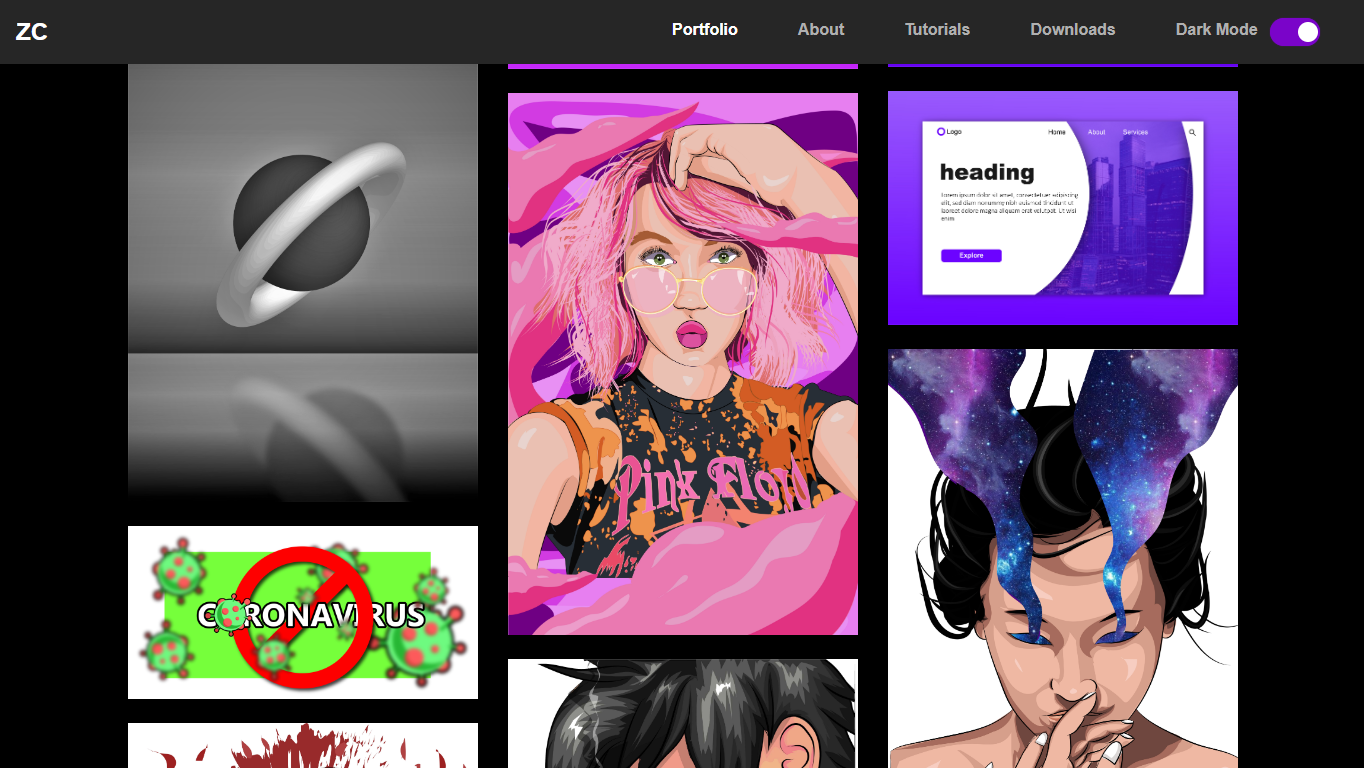 ZC
Portfolio
About
Tutorials
Downloads
Dark Mode
Logo
Home
About
Services
heading
Lorem ipsum dolor sit amet, consectetuer adipiscing
elit, sed diam nonummy nibh euismod tincidunt ut
laoreet dolore magna aliquam erat volutpat. Ut wisi
enim
Explore
Pink Floyd
CORONAVIRUS